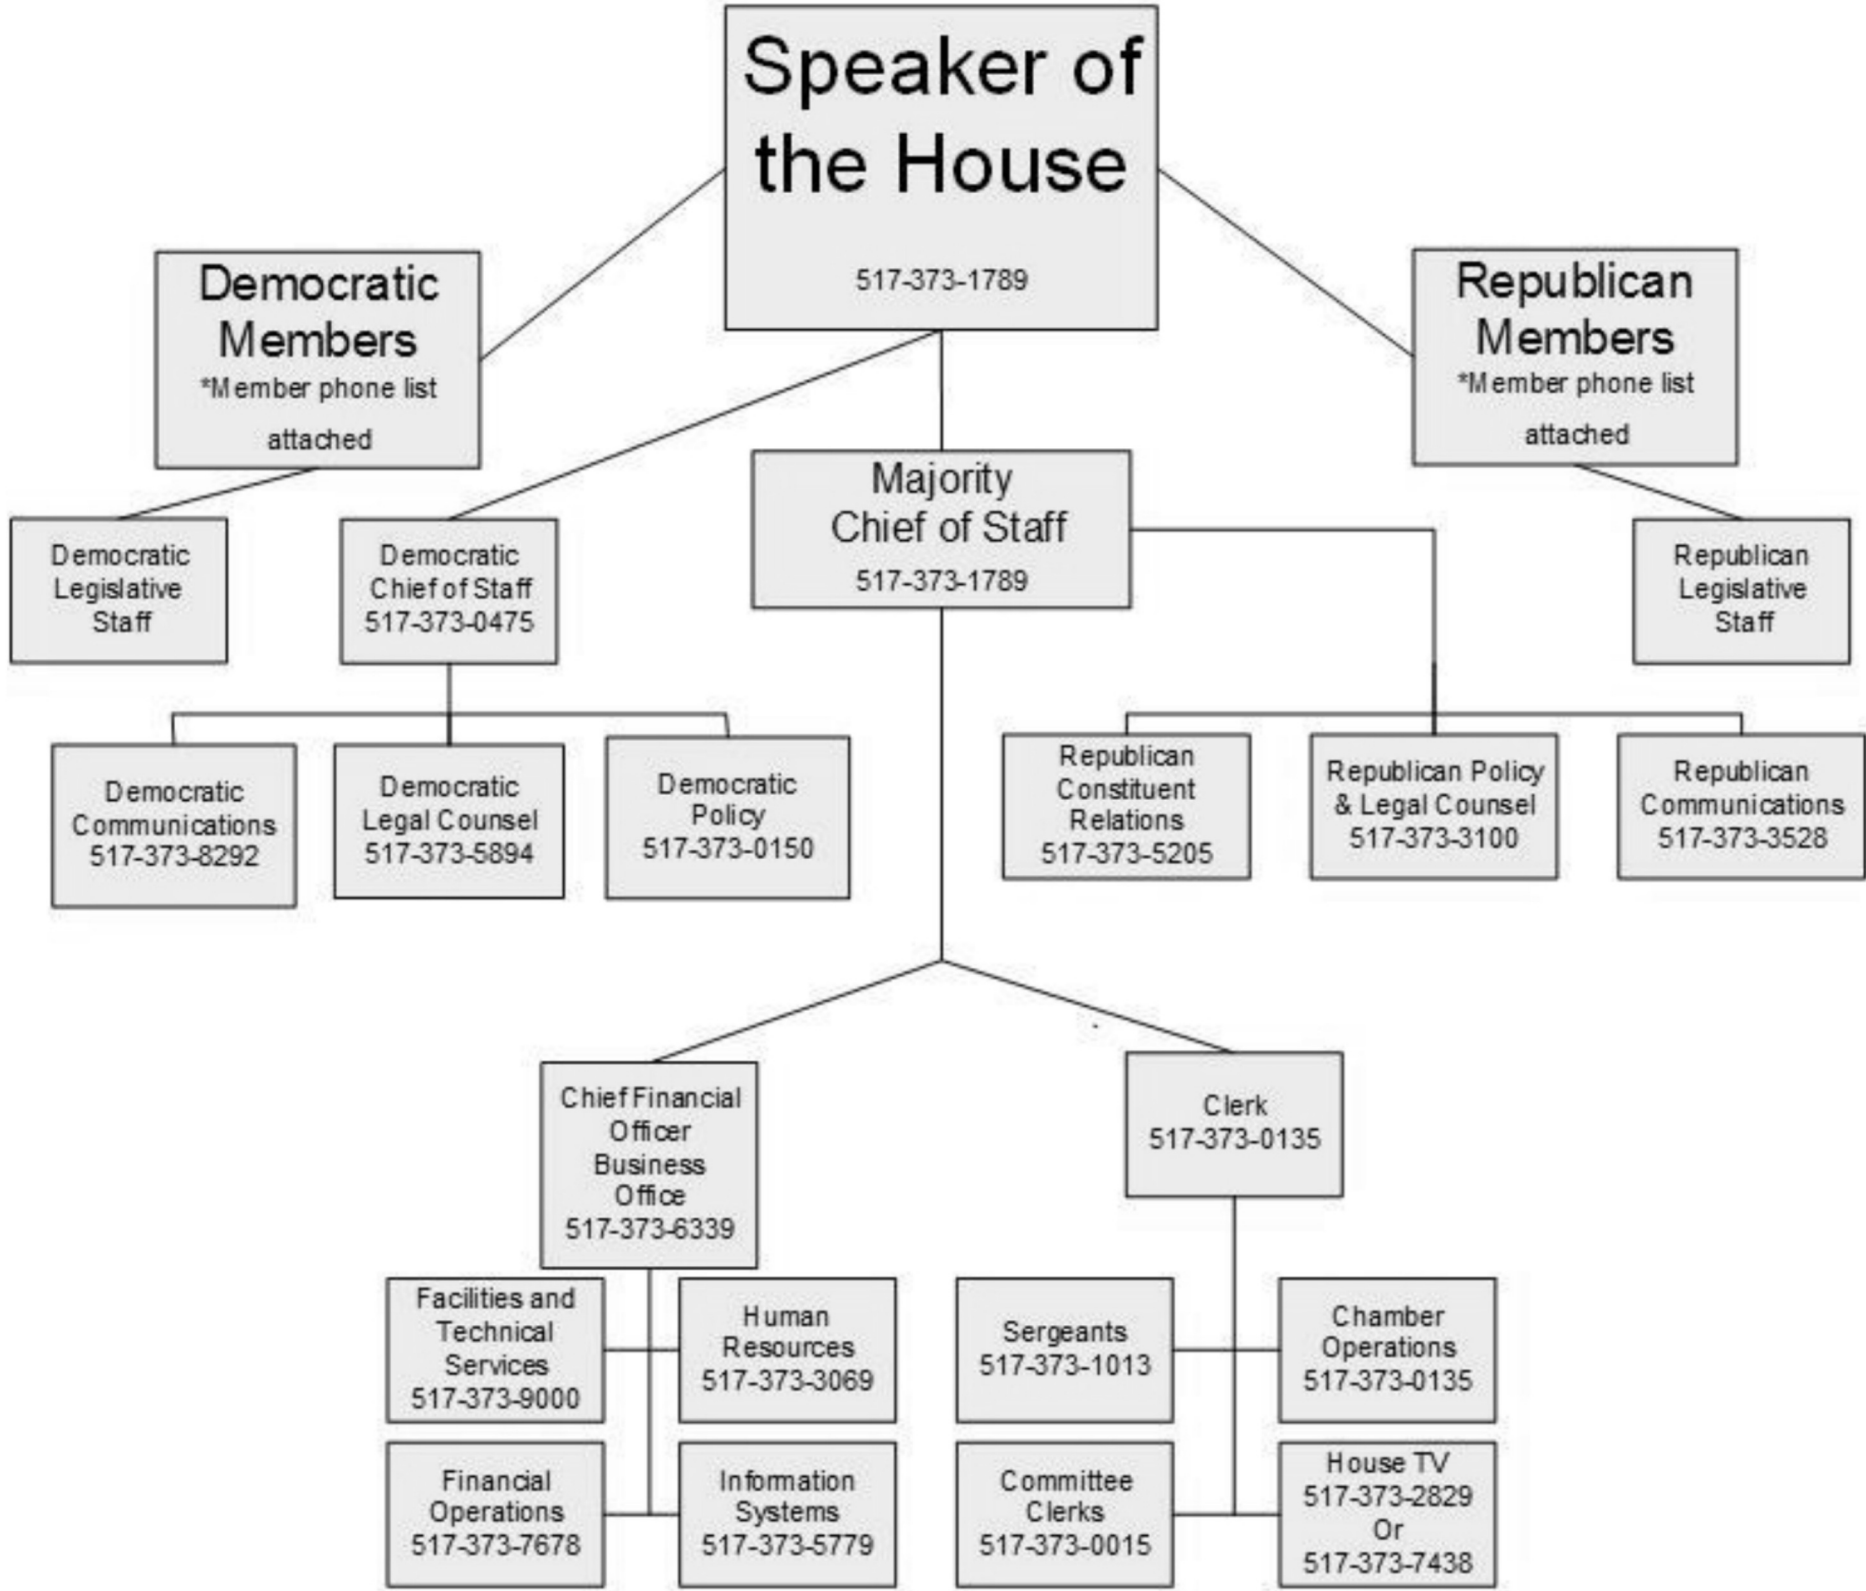 Speaker of
the House
517-373-1789
Democratic
Members
*Member phone list
attached
Republican
Members
*Member phone list
attached
Majority
Chief of Staff
517-373-1789
Democratic
Legislative
Staff
Democratic
Chief of Staff
517-373-0475
Republican
Legislative
Staff
Democratic
Communications
517-373-8292
Democratic
Legal Counsel
517-373-5894
Democratic
Policy
517-373-0150
Republican
Constituent
Relations
517-373-5205
Republican Policy
& Legal Counsel
517-373-3100
Republican
Communications
517-373-3528
Chief Financial
Officer
Business
Office
517-373-6339
Clerk
517-373-0135
Facilities and
Technical
Services
517-373-9000
Human
Resources
517-373-3069
Sergeants
517-373-1013
Chamber
Operations
517-373-0135
Financial
Operations
517-373-7678
Information
Systems
517-373-5779
Committee
Clerks
517-373-0015
House TV
517-373-2829
Or
517-373-7438